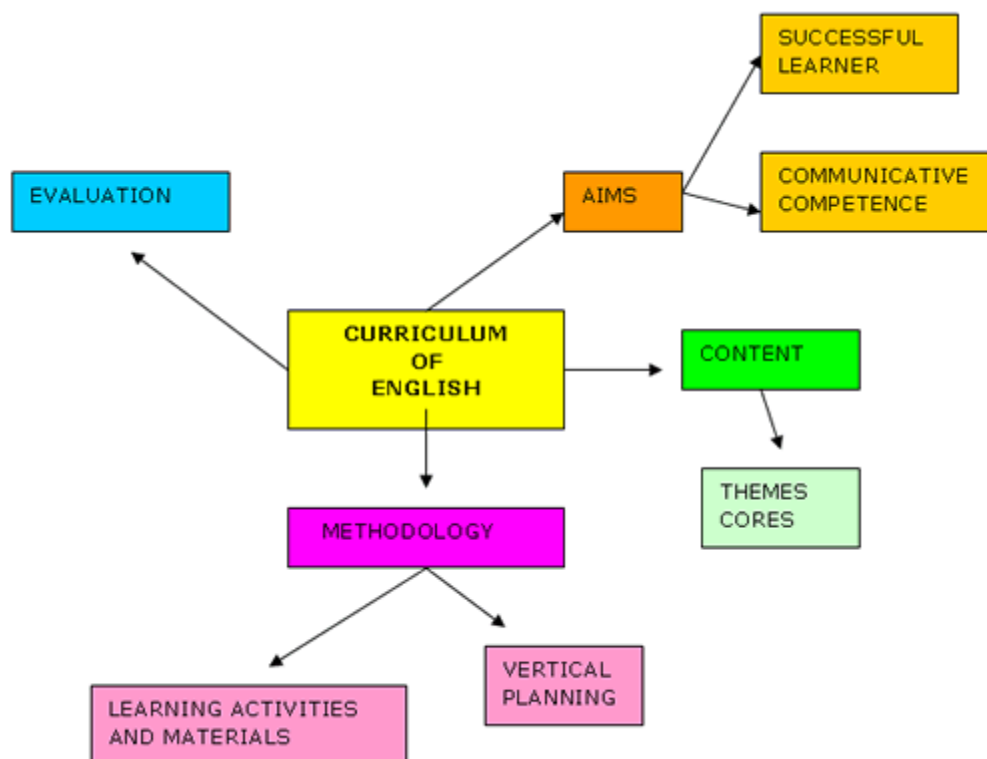 SUCCESSFUL
LEARNER
EVALUATION
AIMS
COMMUNICATIVE
COMPETENCE
CURRICULUM
OF
ENGLISH
CONTENT
THEMES
CORES
METHODOLOGY
VERTICAL
PLANNING
LEARNING ACTIVITIES
AND MATERIALS